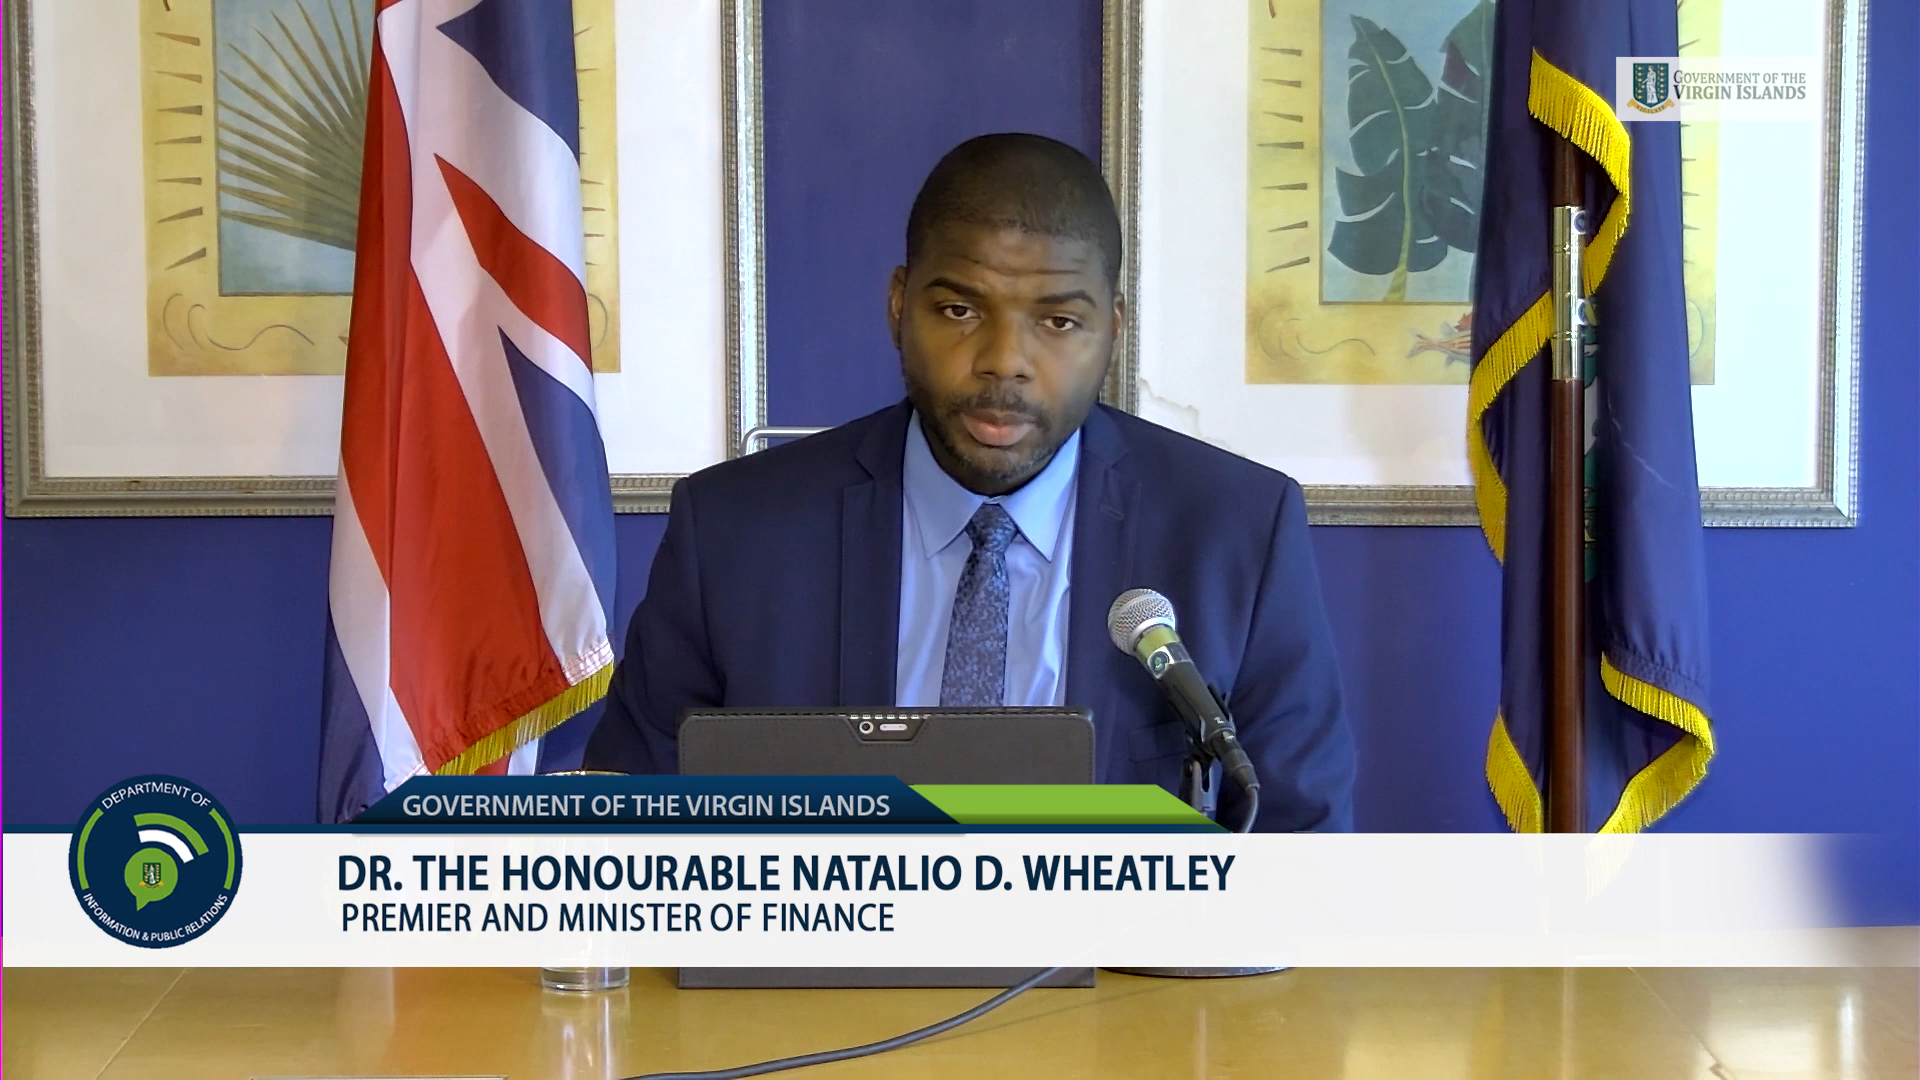 GOVERNMENT OF THE
VIRGIN ISLANDS
VIGILATE
GOVERNMENT OF THE VIRGIN ISLANDS
DEPARTMENT OF
INFORMATION & PUBLIC RELATIONS
DR. THE HONOURABLE NATALIO D. WHEATLEY
PREMIER AND MINISTER OF FINANCE